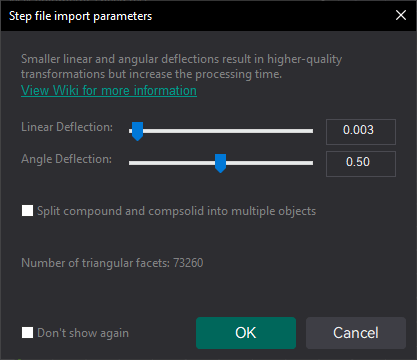 Step file import parameters
Smaller linear and angular deflections result in higher-quality
transformations but increase the processing time.
View Wiki for more information
Linear Deflection:
0.003
Angle Deflection:
0.50
Split compound and compsolid into multiple objects
Number of triangular facets: 73260
Don't show again
OK
Cancel